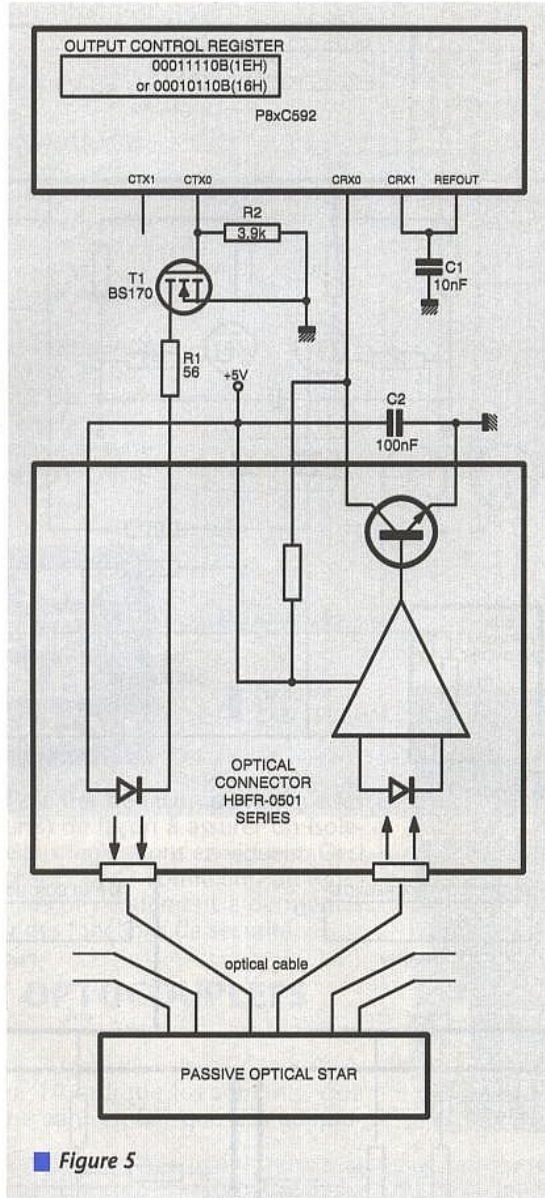 OUTPUT CONTROL REGISTER
00011110B(1EH)
or 00010110B(16H)
P8xC592
CTX1
CTX0
CRX0
CRX1
REFOUT
R2
3.9k
T1
BS170
C1
10nF
R1
56
+5V
C2
100nF
OPTICAL
CONNECTOR
HBFR-0501
SERIES
optical cable
PASSIVE OPTICAL STAR
Figure 5